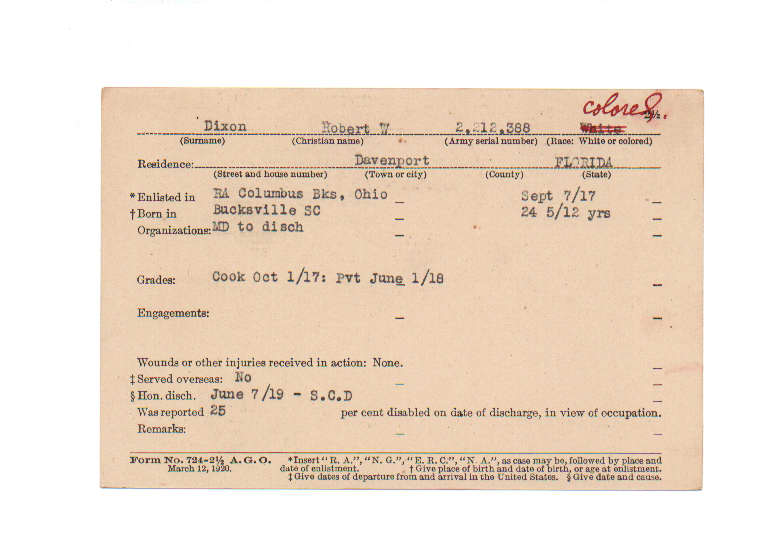 colored.
Dixon Robert W 2,212,388 White
(Surname) (Christian name) (Army serial number) (Race: White or colored)
Residence: Davenport FLORIDA
(Street and house number) (Town or city) (County) (State)
*Enlisted in RA Columbus Bks, Ohio Sept 7/17
†Born in Bucksville SC 24 5/12 yrs
Organizations: MD to disch
Grades: Cook Oct 1/17: Pvt June 1/18
Engagements:
Wounds or other injuries received in action: None.
‡Served overseas: No
§Hon. disch. June 7/19 - S.C.D
Was reported 25 per cent disabled on date of discharge, in view of occupation.
Remarks:
Form No. 724-2½ A. G. O. *Insert "R. A.", "N. G.", "E. R. C.", "N. A.", as case may be, followed by place and
March 12, 1920. date of enlistment. †Give place of birth and date of birth, or age at enlistment.
‡Give dates of departure from and arrival in the United States. §Give date and cause.